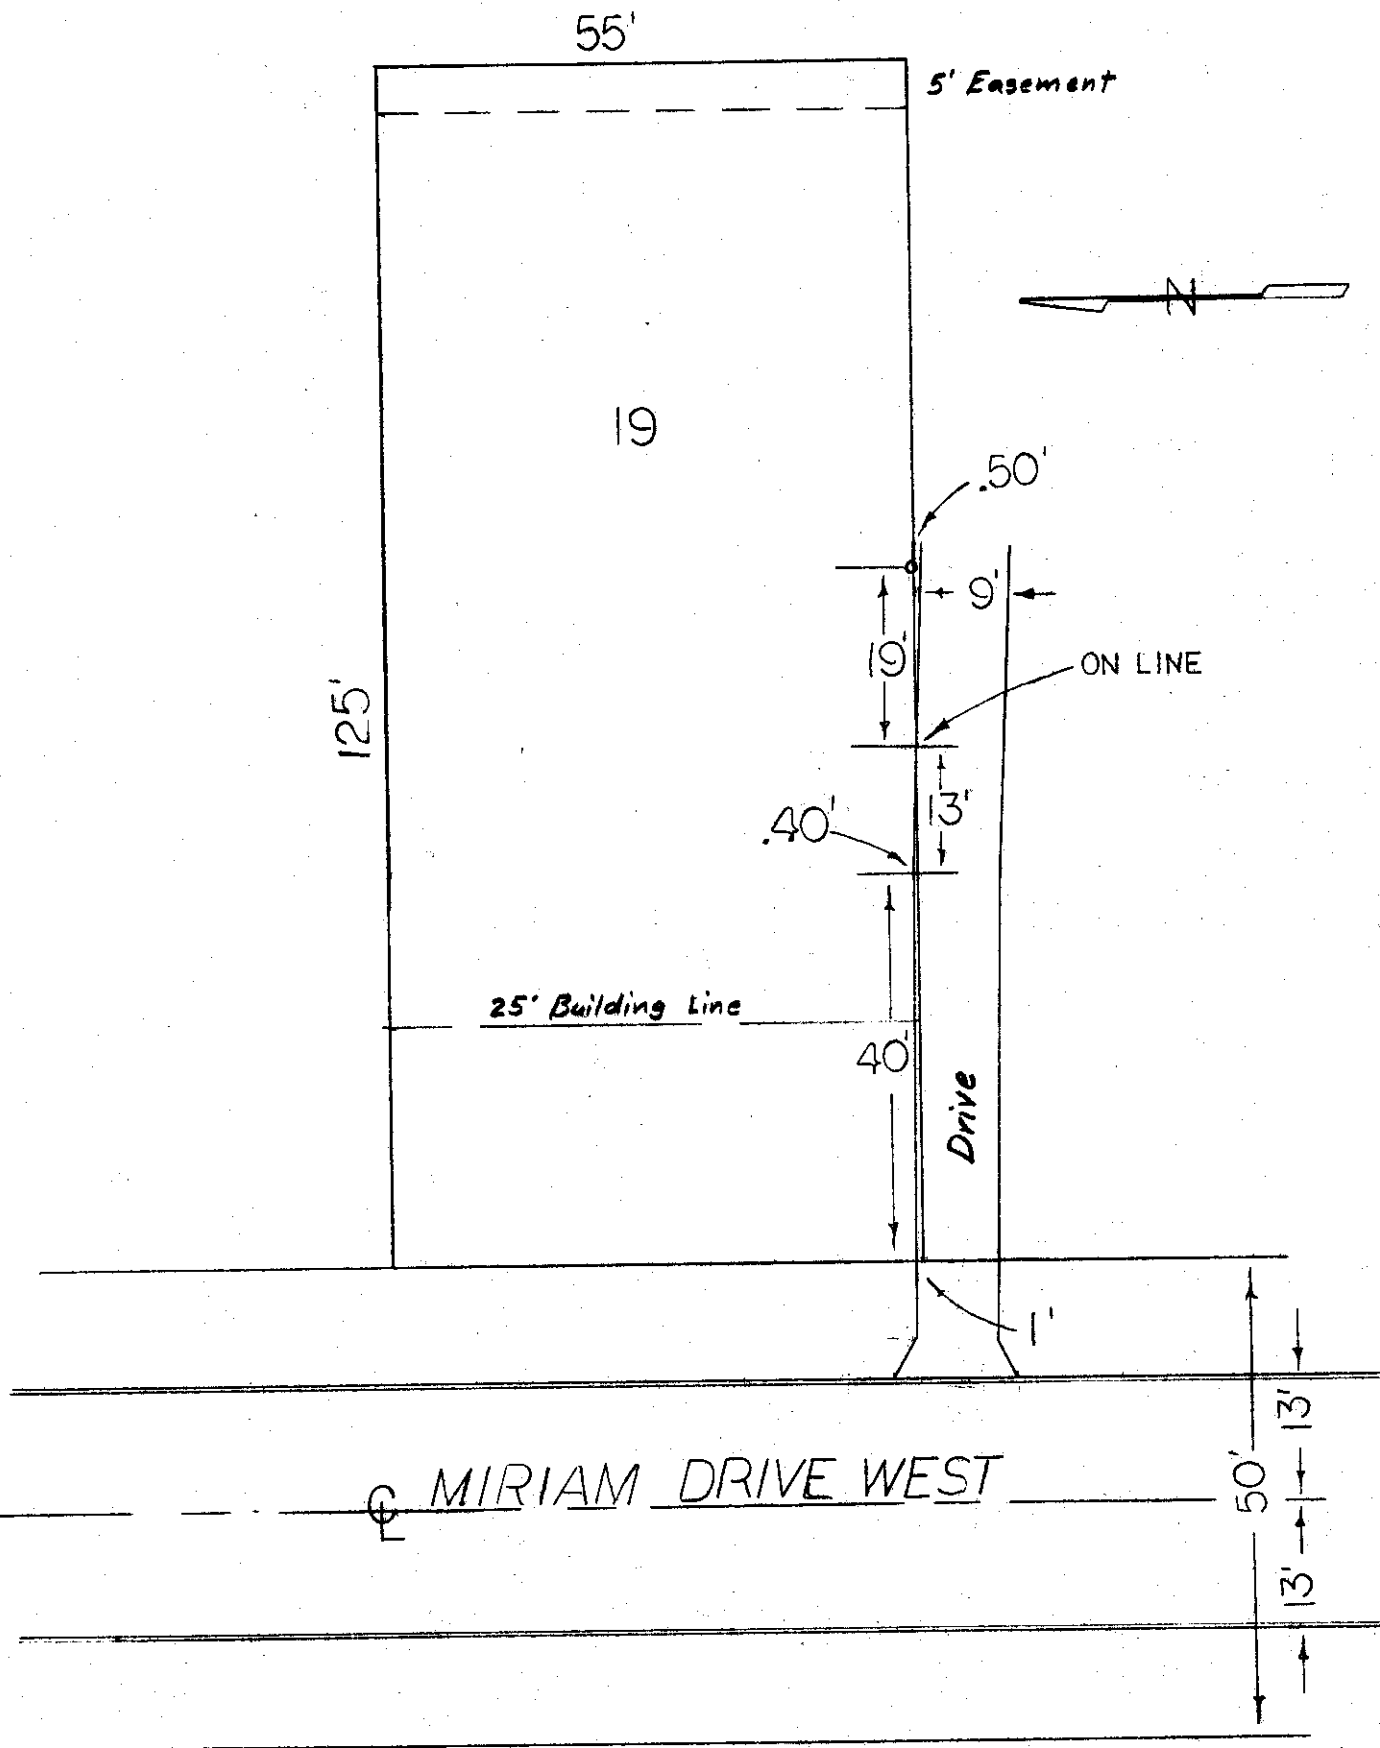 55'
5' Easement
N
19
.50'
9'
19'
ON LINE
125'
13'
.40'
25' Building Line
40'
Drive
1'
13'
MIRIAM DRIVE WEST
50'
℄
13'